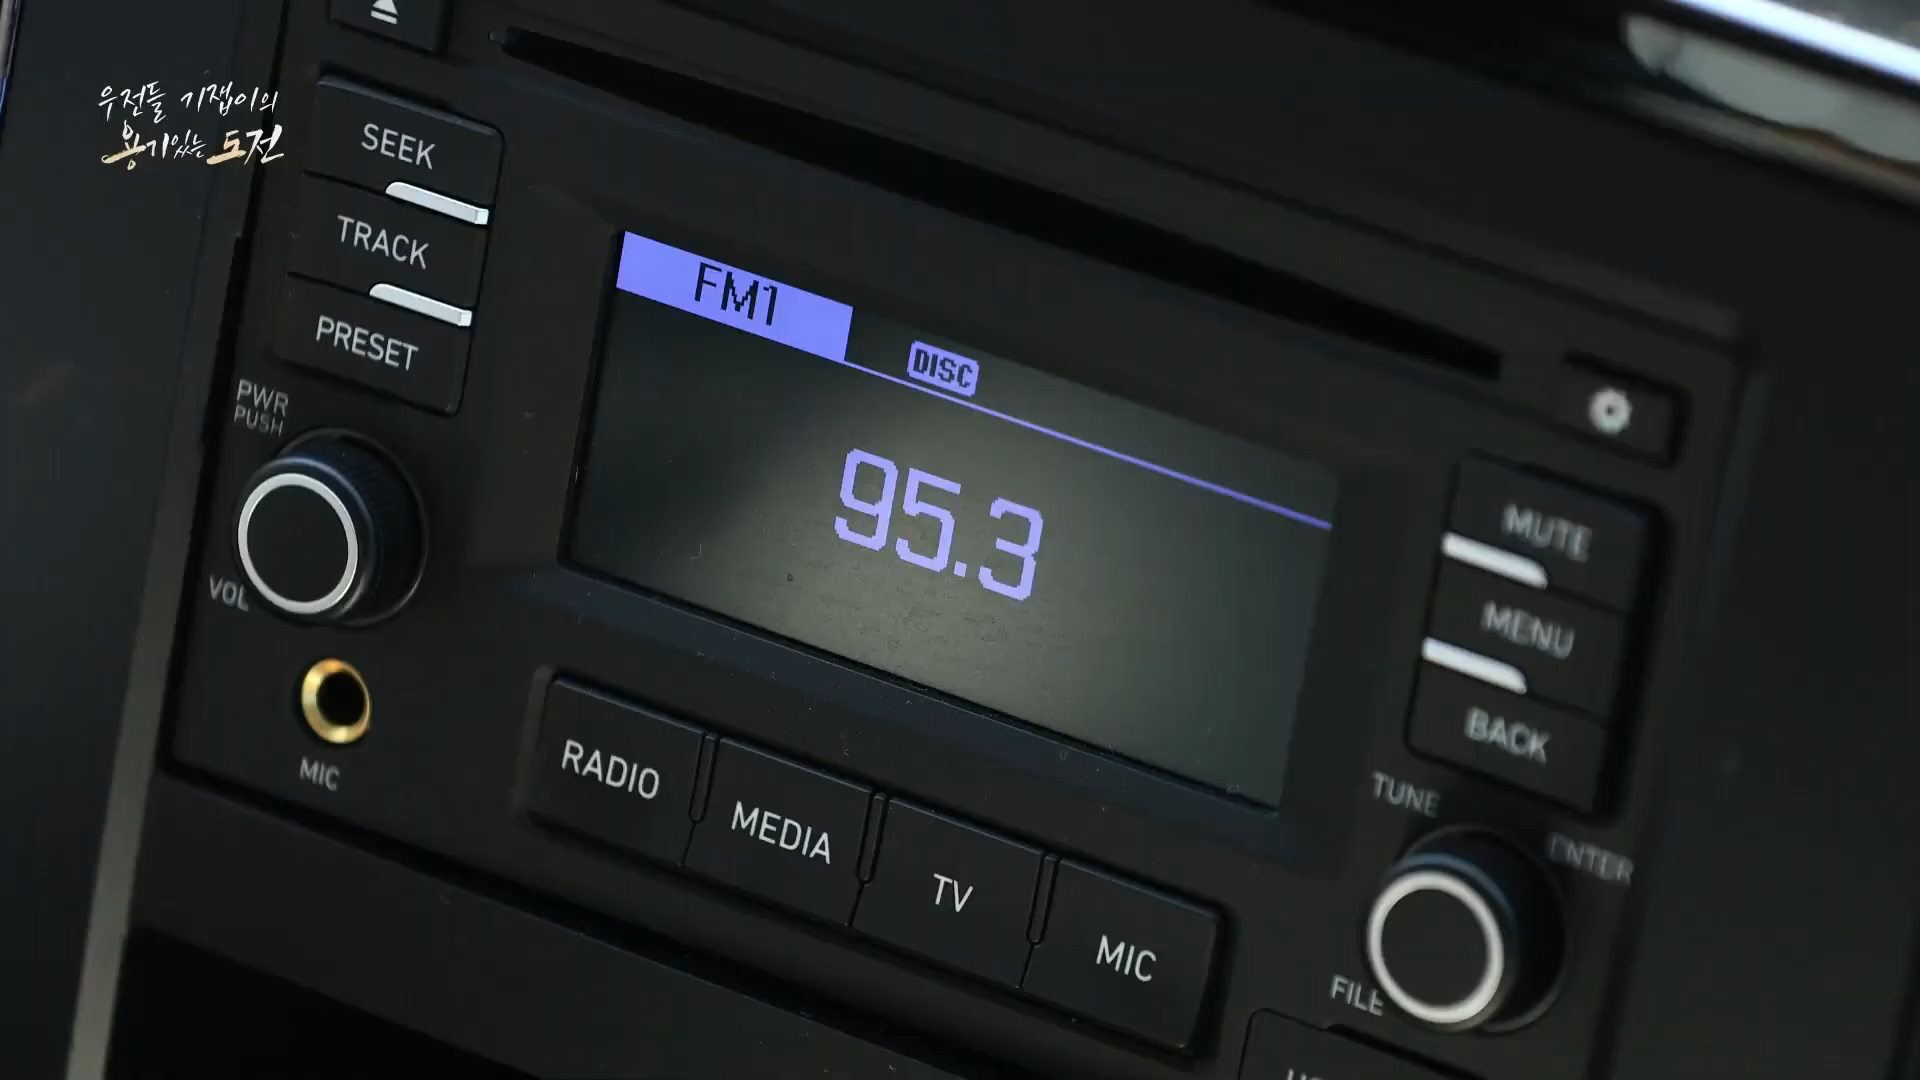 우전들 기잽이의
용기있는 도전
SEEK
TRACK
PRESET
PWR
PUSH
VOL
MIC
FM1
DISC
95.3
RADIO
MEDIA
TV
MIC
MUTE
MENU
BACK
TUNE
ENTER
FILE